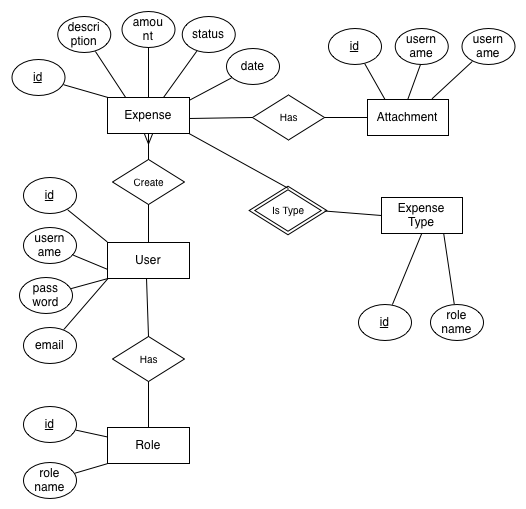 descri
ption
amou
nt
status
id
date
id
usern
ame
usern
ame
Expense
Has
Attachment
Create
id
Is Type
Expense
Type
usern
ame
User
pass
word
email
id
role
name
Has
id
Role
role
name